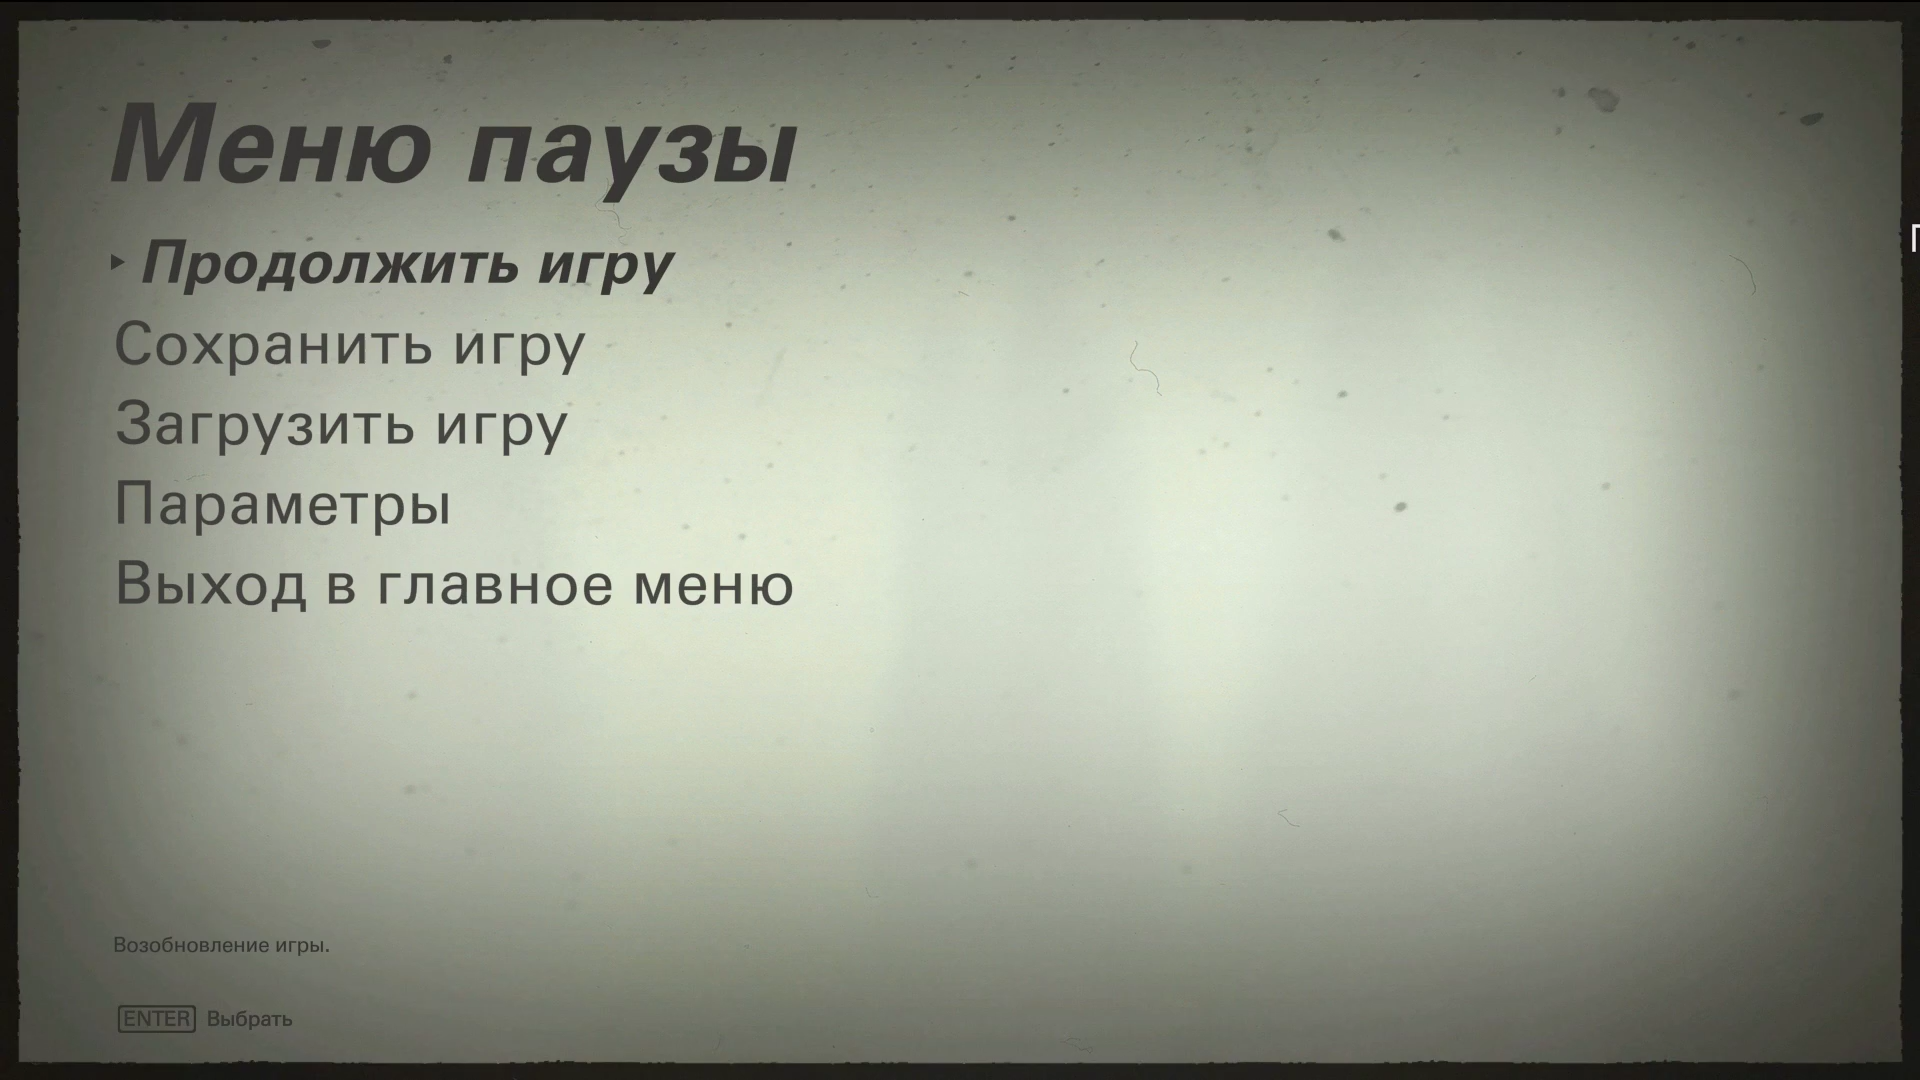 Меню паузы
Продолжить игру
Сохранить игру
Загрузить игру
Параметры
Выход в главное меню
Возобновление игры.
ENTER Выбрать